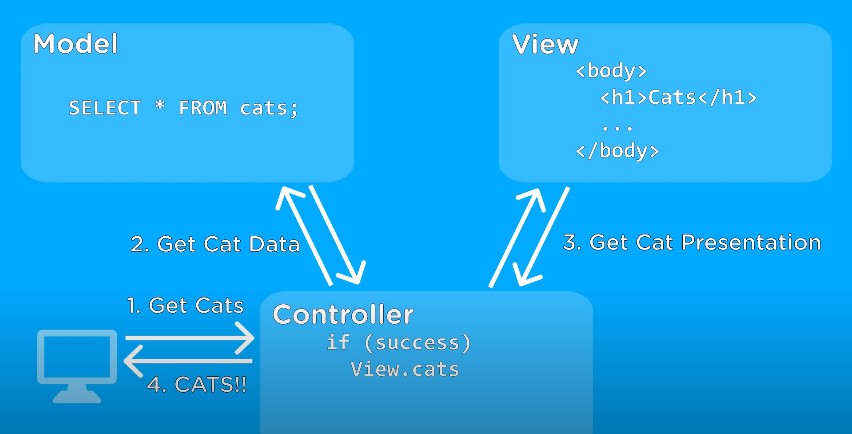 Model
SELECT * FROM cats;
View
<body>
<h1>Cats</h1>
...
</body>
2. Get Cat Data
3. Get Cat Presentation
1. Get Cats
4. CATS!!
Controller
if (success)
View.cats